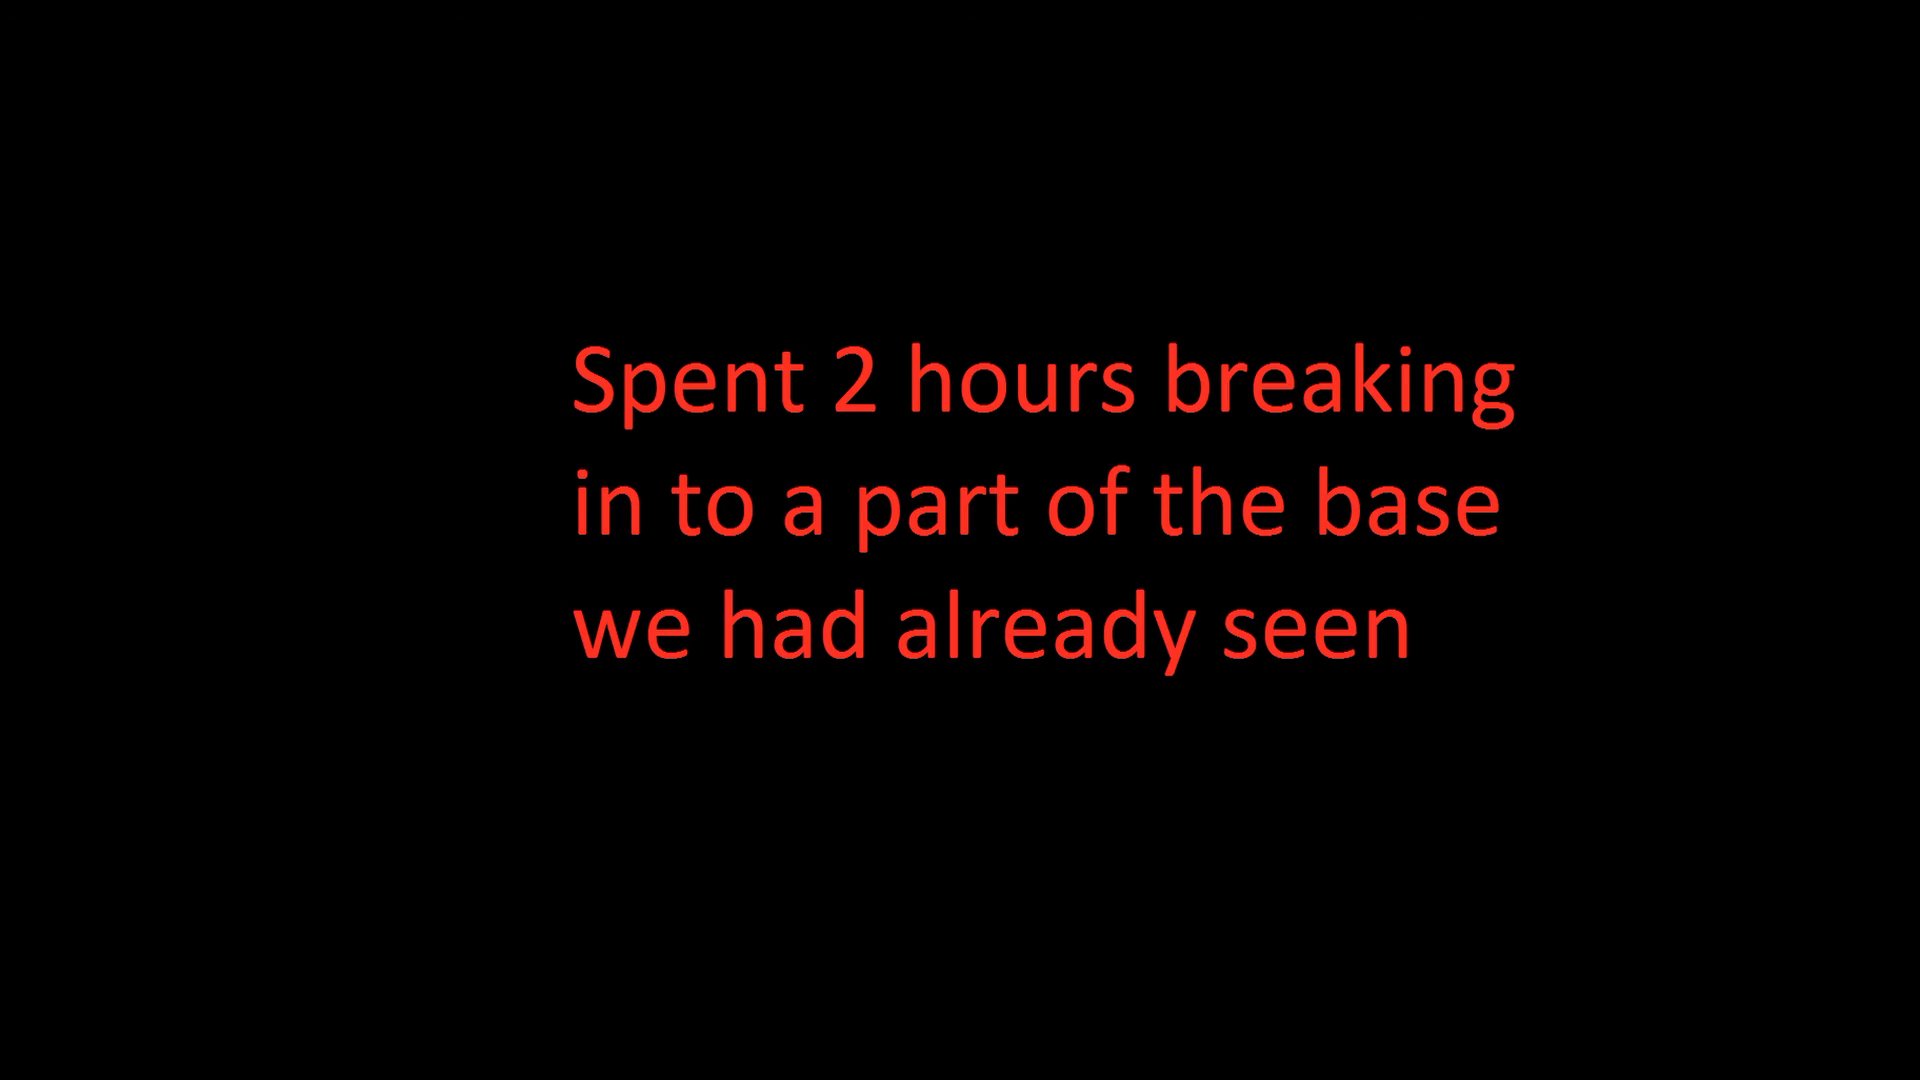 Spent 2 hours breaking
in to a part of the base
we had already seen